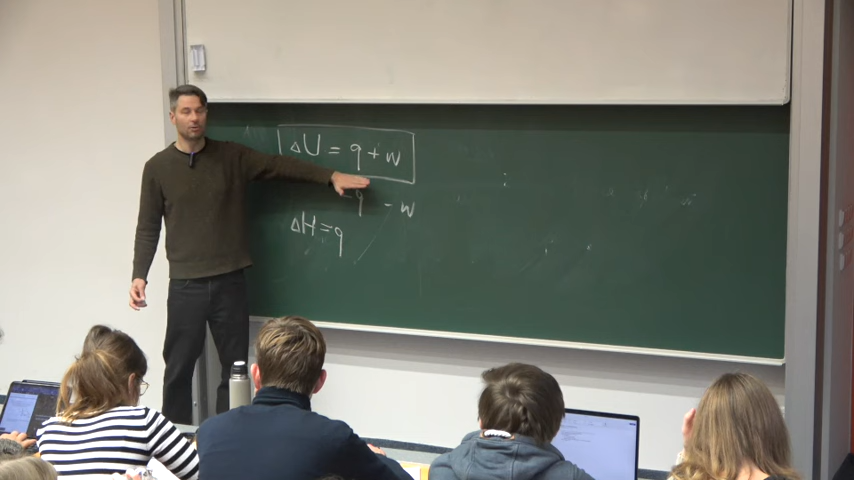 ΔU = q + w
q - w
ΔH = q